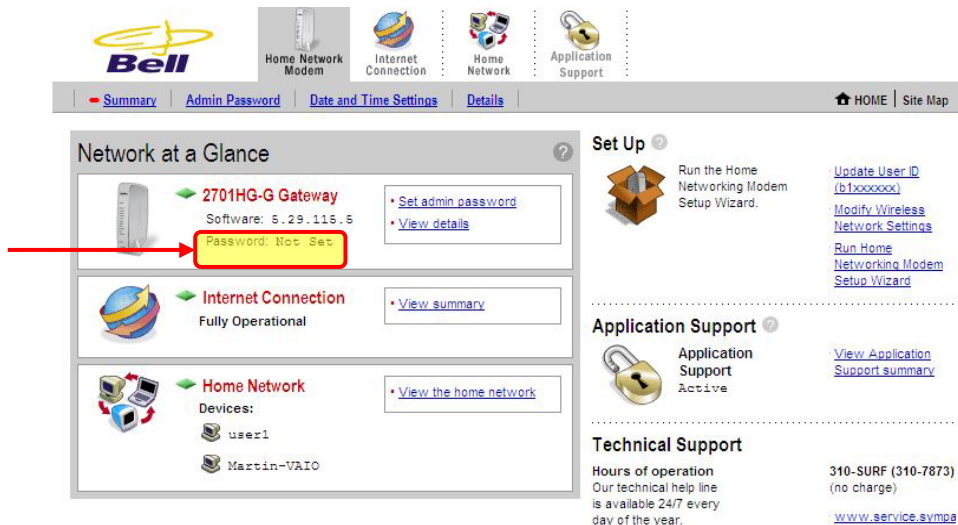 Bell
Home Network Modem
Internet Connection
Home Network
Application Support
Summary
Admin Password
Date and Time Settings
Details
HOME
Site Map
Network at a Glance
?
2701HG-G Gateway
Software: 5.29.115.5
Password: Not Set
Set admin password
View details
Internet Connection
Fully Operational
View summary
Home Network
Devices:
user1
Martin-VAIO
View the home network
Set Up ?
Run the Home
Networking Modem
Setup Wizard.
Update User ID
(b1xxxxxx)
Modify Wireless
Network Settings
Run Home
Networking Modem
Setup Wizard
Application Support ?
Application
Support
Active
View Application
Support summary
Technical Support
Hours of operation
Our technical help line
is available 24/7 every
day of the year.
310-SURF (310-7873)
(no charge)
www.service.sympa